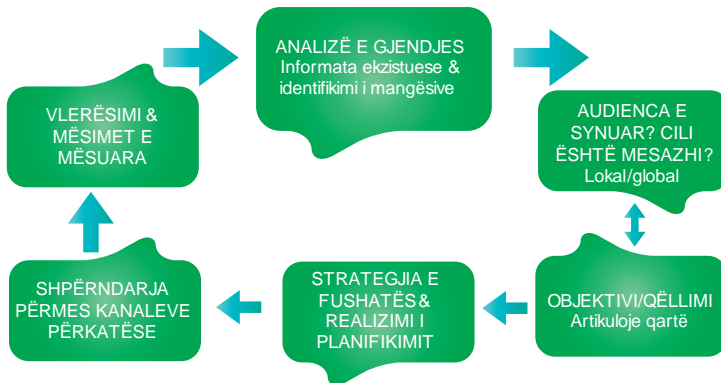 ANALIZË E GJENDJES
Informata ekzistuese &
identifikimi i mangësive
AUDIENCA E
SYNUAR? CILI
ËSHTË MESAZHI?
Lokal/global
OBJEKTIVI/QËLLIMI
Artikuloje qartë
STRATEGJIA E
FUSHATËS &
REALIZIMI I
PLANIFIKIMIT
SHPËRNDARJA
PËRMES KANALEVE
PËRKATËSE
VLERËSIMI &
MËSIMET E
MËSUARA